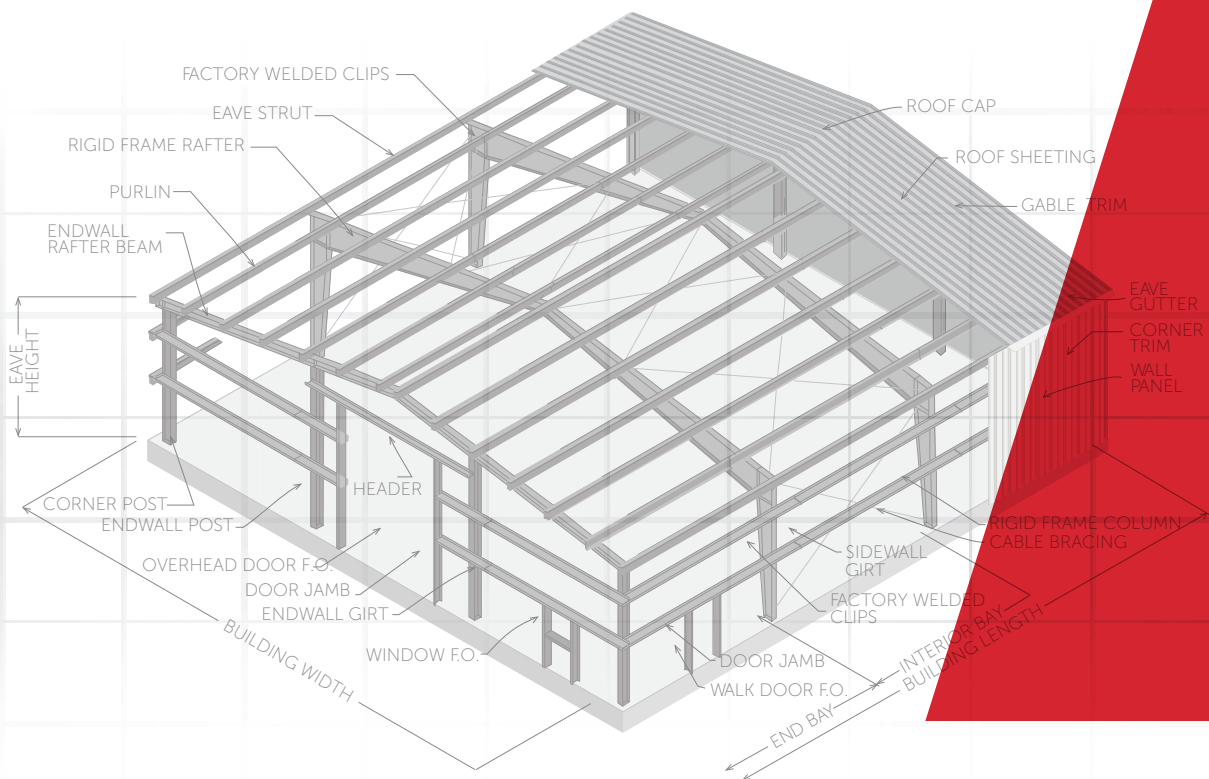 FACTORY WELDED CLIPS
EAVE STRUT
RIGID FRAME RAFTER
PURLIN
ENDWALL
RAFTER BEAM
EAVE
HEIGHT
ROOF CAP
ROOF SHEETING
GABLE TRIM
EAVE
GUTTER
CORNER
TRIM
WALL
PANEL
CORNER POST
ENDWALL POST
HEADER
OVERHEAD DOOR F.O.
DOOR JAMB
ENDWALL GIRT
WINDOW F.O.
BUILDING WIDTH
RIGID FRAME COLUMN
CABLE BRACING
SIDEWALL
GIRT
FACTORY WELDED
CLIPS
DOOR JAMB
WALK DOOR F.O.
INTERIOR BAY
BUILDING LENGTH
END BAY